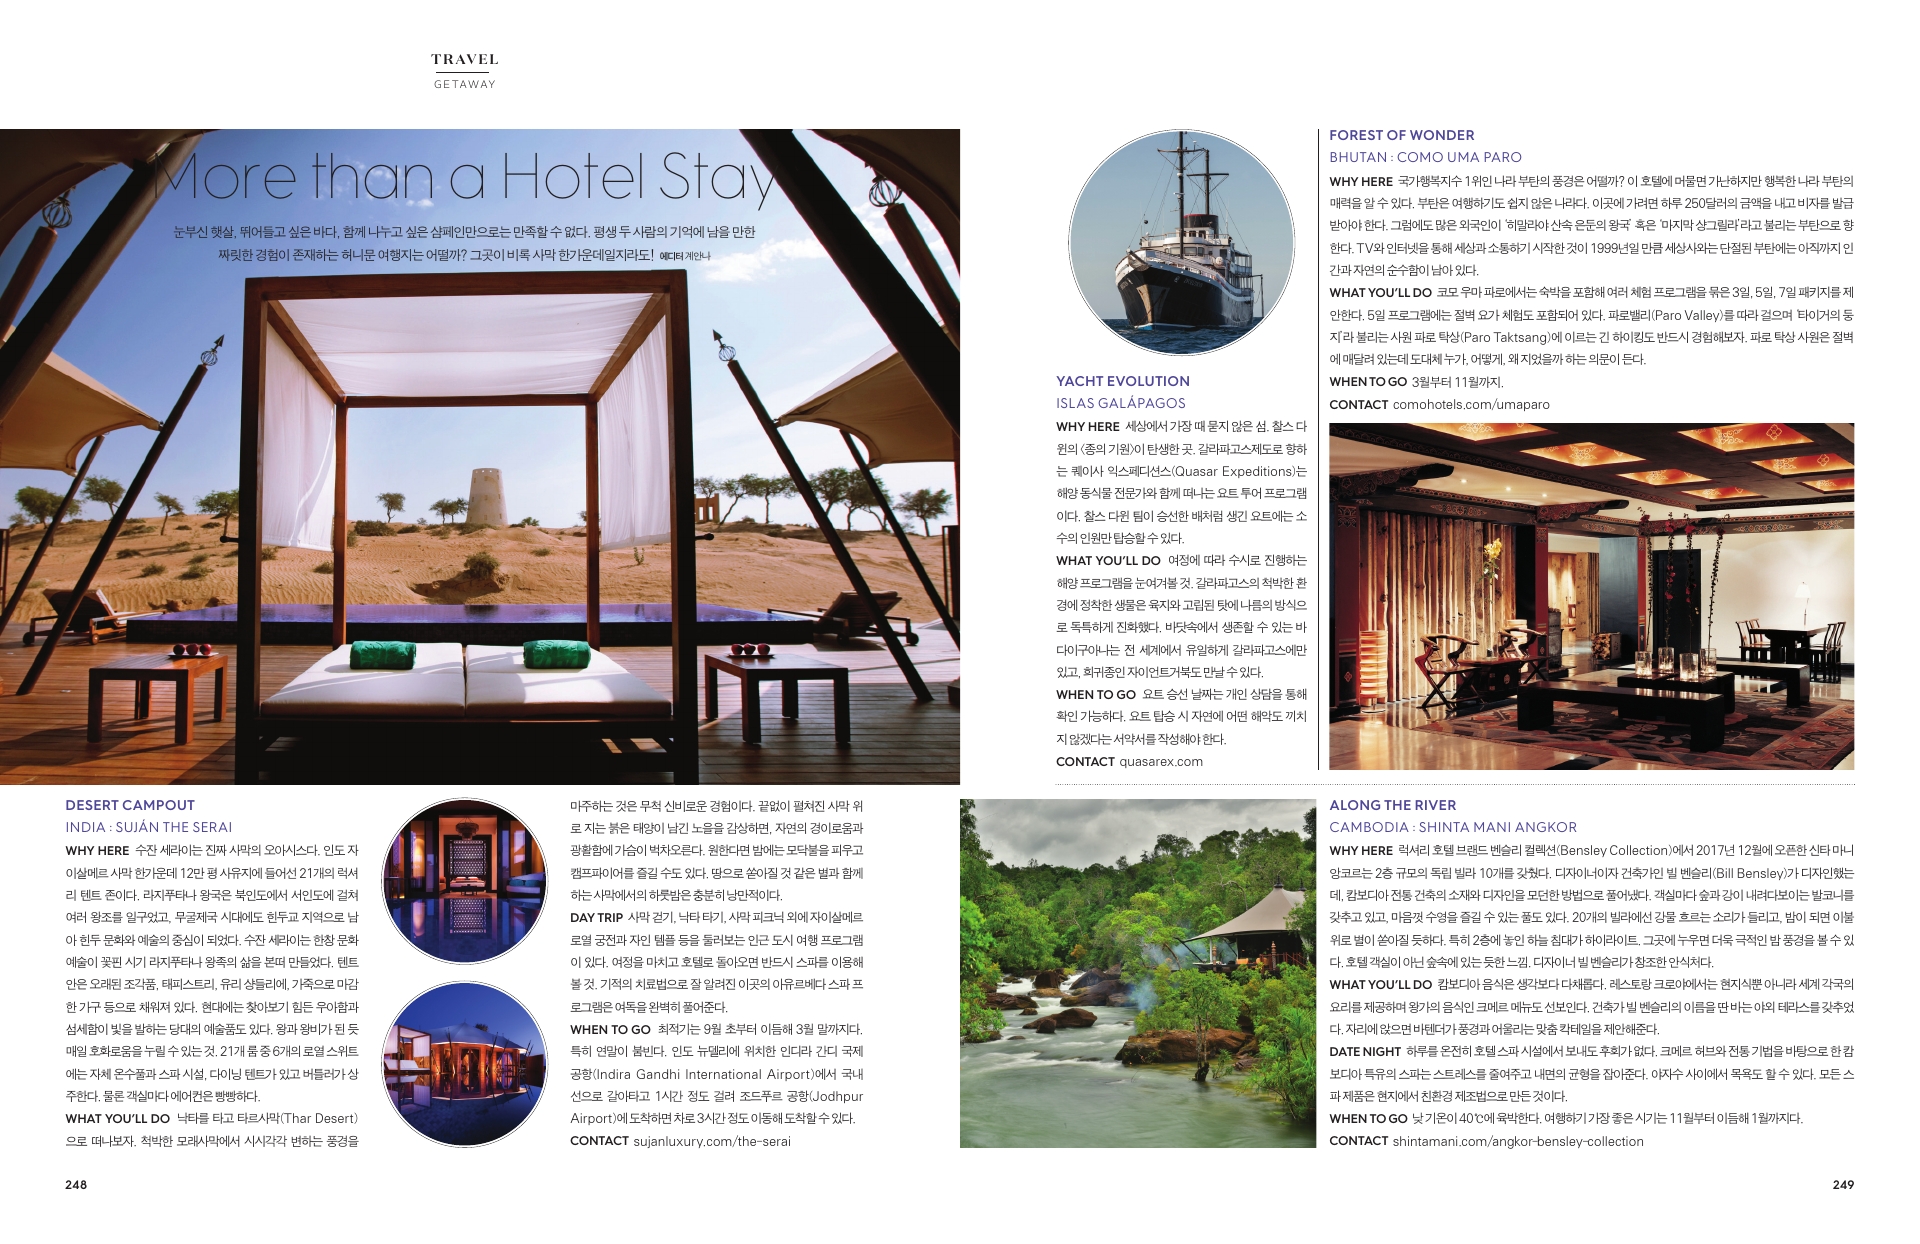 TRAVEL
GETAWAY
More than a Hotel Stay
눈부신 햇살, 뛰어들고 싶은 바다, 함께 나누고 싶은 샴페인만으로는 만족할 수 없다. 평생 두 사람의 기억에 남을 만한
짜릿한 경험이 존재하는 허니문 여행지는 어떨까? 그곳이 비록 사막 한가운데일지라도! 에디터 계안나
DESERT CAMPOUT
INDIA : SUJÁN THE SERAI
WHY HERE 수잔 세라이는 진짜 사막의 오아시스다. 인도 자
이살메르 사막 한가운데 12만 평 사유지에 들어선 21개의 럭셔
리 텐트 존이다. 라지푸타나 왕국은 북인도에서 서인도에 걸쳐
여러 왕조를 일구었고, 무굴제국 시대에도 힌두교 지역으로 남
아 힌두 문화와 예술의 중심이 되었다. 수잔 세라이는 한창 문화
예술이 꽃핀 시기 라지푸타나 왕족의 삶을 본떠 만들었다. 텐트
안은 오래된 조각품, 태피스트리, 유리 샹들리에, 가죽으로 마감
한 가구 등으로 채워져 있다. 현대에는 찾아보기 힘든 우아함과
섬세함이 빛을 발하는 당대의 예술품도 있다. 왕과 왕비가 된 듯
매일 호화로움을 누릴 수 있는 것. 21개 룸 중 6개의 로열 스위트
에는 자체 온수풀과 스파 시설, 다이닝 텐트가 있고 버틀러가 상
주한다. 물론 객실마다 에어컨은 빵빵하다.
WHAT YOU'LL DO 낙타를 타고 타르사막(Thar Desert)
으로 떠나보자. 척박한 모래사막에서 시시각각 변하는 풍경을
마주하는 것은 무척 신비로운 경험이다. 끝없이 펼쳐진 사막 위
로 지는 붉은 태양이 남긴 노을을 감상하면, 자연의 경이로움과
광활함에 가슴이 벅차오른다. 원한다면 밤에는 모닥불을 피우고
캠프파이어를 즐길 수도 있다. 땅으로 쏟아질 것 같은 별과 함께
하는 사막에서의 하룻밤은 충분히 낭만적이다.
DAY TRIP 사막 걷기, 낙타 타기, 사막 피크닉 외에 자이살메르
로열 궁전과 자인 템플 등을 둘러보는 인근 도시 여행 프로그램
이 있다. 여정을 마치고 호텔로 돌아오면 반드시 스파를 이용해
볼 것. 기적의 치료법으로 잘 알려진 이곳의 아유르베다 스파 프
로그램은 여독을 완벽히 풀어준다.
WHEN TO GO 최적기는 9월 초부터 이듬해 3월 말까지다.
특히 연말이 붐빈다. 인도 뉴델리에 위치한 인디라 간디 국제
공항(Indira Gandhi International Airport)에서 국내
선으로 갈아타고 1시간 정도 걸려 조드푸르 공항(Jodhpur
Airport)에 도착하면 차로 3시간 정도 이동해 도착할 수 있다.
CONTACT sujanluxury.com/the-serai
248
YACHT EVOLUTION
ISLAS GALÁPAGOS
WHY HERE 세상에서 가장 때 묻지 않은 섬. 찰스 다
윈의 〈종의 기원〉이 탄생한 곳. 갈라파고스제도로 향하
는 퀘이사 익스페디션스(Quasar Expeditions)는
해양 동식물 전문가와 함께 떠나는 요트 투어 프로그램
이다. 찰스 다윈 팀이 승선한 배처럼 생긴 요트에는 소
수의 인원만 탑승할 수 있다.
WHAT YOU'LL DO 여정에 따라 수시로 진행하는
해양 프로그램을 눈여겨볼 것. 갈라파고스의 척박한 환
경에 정착한 생물은 육지와 고립된 탓에 나름의 방식으
로 독특하게 진화했다. 바닷속에서 생존할 수 있는 바
다이구아나는 전 세계에서 유일하게 갈라파고스에만
있고, 희귀종인 자이언트거북도 만날 수 있다.
WHEN TO GO 요트 승선 날짜는 개인 상담을 통해
확인 가능하다. 요트 탑승 시 자연에 어떤 해악도 끼치
지 않겠다는 서약서를 작성해야 한다.
CONTACT quasarex.com
FOREST OF WONDER
BHUTAN : COMO UMA PARO
WHY HERE 국가행복지수 1위인 나라 부탄의 풍경은 어떨까? 이 호텔에 머물면 가난하지만 행복한 나라 부탄의
매력을 알 수 있다. 부탄은 여행하기도 쉽지 않은 나라다. 이곳에 가려면 하루 250달러의 금액을 내고 비자를 발급
받아야 한다. 그럼에도 많은 외국인이 '히말라야 산속 은둔의 왕국' 혹은 '마지막 샹그릴라'라고 불리는 부탄으로 향
한다. TV와 인터넷을 통해 세상과 소통하기 시작한 것이 1999년일 만큼 세상사와는 단절된 부탄에는 아직까지 인
간과 자연의 순수함이 남아 있다.
WHAT YOU'LL DO 코모 우마 파로에서는 숙박을 포함해 여러 체험 프로그램을 묶은 3일, 5일, 7일 패키지를 제
안한다. 5일 프로그램에는 절벽 요가 체험도 포함되어 있다. 파로밸리(Paro Valley)를 따라 걸으며 '타이거의 둥
지'라 불리는 사원 파로 탁상(Paro Taktsang)에 이르는 긴 하이킹도 반드시 경험해보자. 파로 탁상 사원은 절벽
에 매달려 있는데 도대체 누가, 어떻게, 왜 지었을까 하는 의문이 든다.
WHEN TO GO 3월부터 11월까지.
CONTACT comohotels.com/umaparo
ALONG THE RIVER
CAMBODIA : SHINTA MANI ANGKOR
WHY HERE 럭셔리 호텔 브랜드 벤슬리 컬렉션(Bensley Collection)에서 2017년 12월에 오픈한 신타 마니
앙코르는 2층 규모의 독립 빌라 10개를 갖췄다. 디자이너이자 건축가인 빌 벤슬리(Bill Bensley)가 디자인했는
데, 캄보디아 전통 건축의 소재와 디자인을 모던한 방법으로 풀어냈다. 객실마다 숲과 강이 내려다보이는 발코니를
갖추고 있고, 마음껏 수영을 즐길 수 있는 풀도 있다. 20개의 빌라에선 강물 흐르는 소리가 들리고, 밤이 되면 이불
위로 별이 쏟아질 듯하다. 특히 2층에 놓인 하늘 침대가 하이라이트. 그곳에 누우면 더욱 극적인 밤 풍경을 볼 수 있
다. 호텔 객실이 아닌 숲속에 있는 듯한 느낌. 디자이너 빌 벤슬리가 창조한 안식처다.
WHAT YOU'LL DO 캄보디아 음식은 생각보다 다채롭다. 레스토랑 크로야에서는 현지식뿐 아니라 세계 각국의
요리를 제공하며 왕가의 음식인 크메르 메뉴도 선보인다. 건축가 빌 벤슬리의 이름을 딴 바는 야외 테라스를 갖추었
다. 자리에 앉으면 바텐더가 풍경과 어울리는 맞춤 칵테일을 제안해준다.
DATE NIGHT 하루를 온전히 호텔 스파 시설에서 보내도 후회가 없다. 크메르 허브와 전통 기법을 바탕으로 한 캄
보디아 특유의 스파는 스트레스를 줄여주고 내면의 균형을 잡아준다. 야자수 사이에서 목욕도 할 수 있다. 모든 스
파 제품은 현지에서 친환경 제조법으로 만든 것이다.
WHEN TO GO 낮 기온이 40℃에 육박한다. 여행하기 가장 좋은 시기는 11월부터 이듬해 1월까지다.
CONTACT shintamani.com/angkor-bensley-collection
249